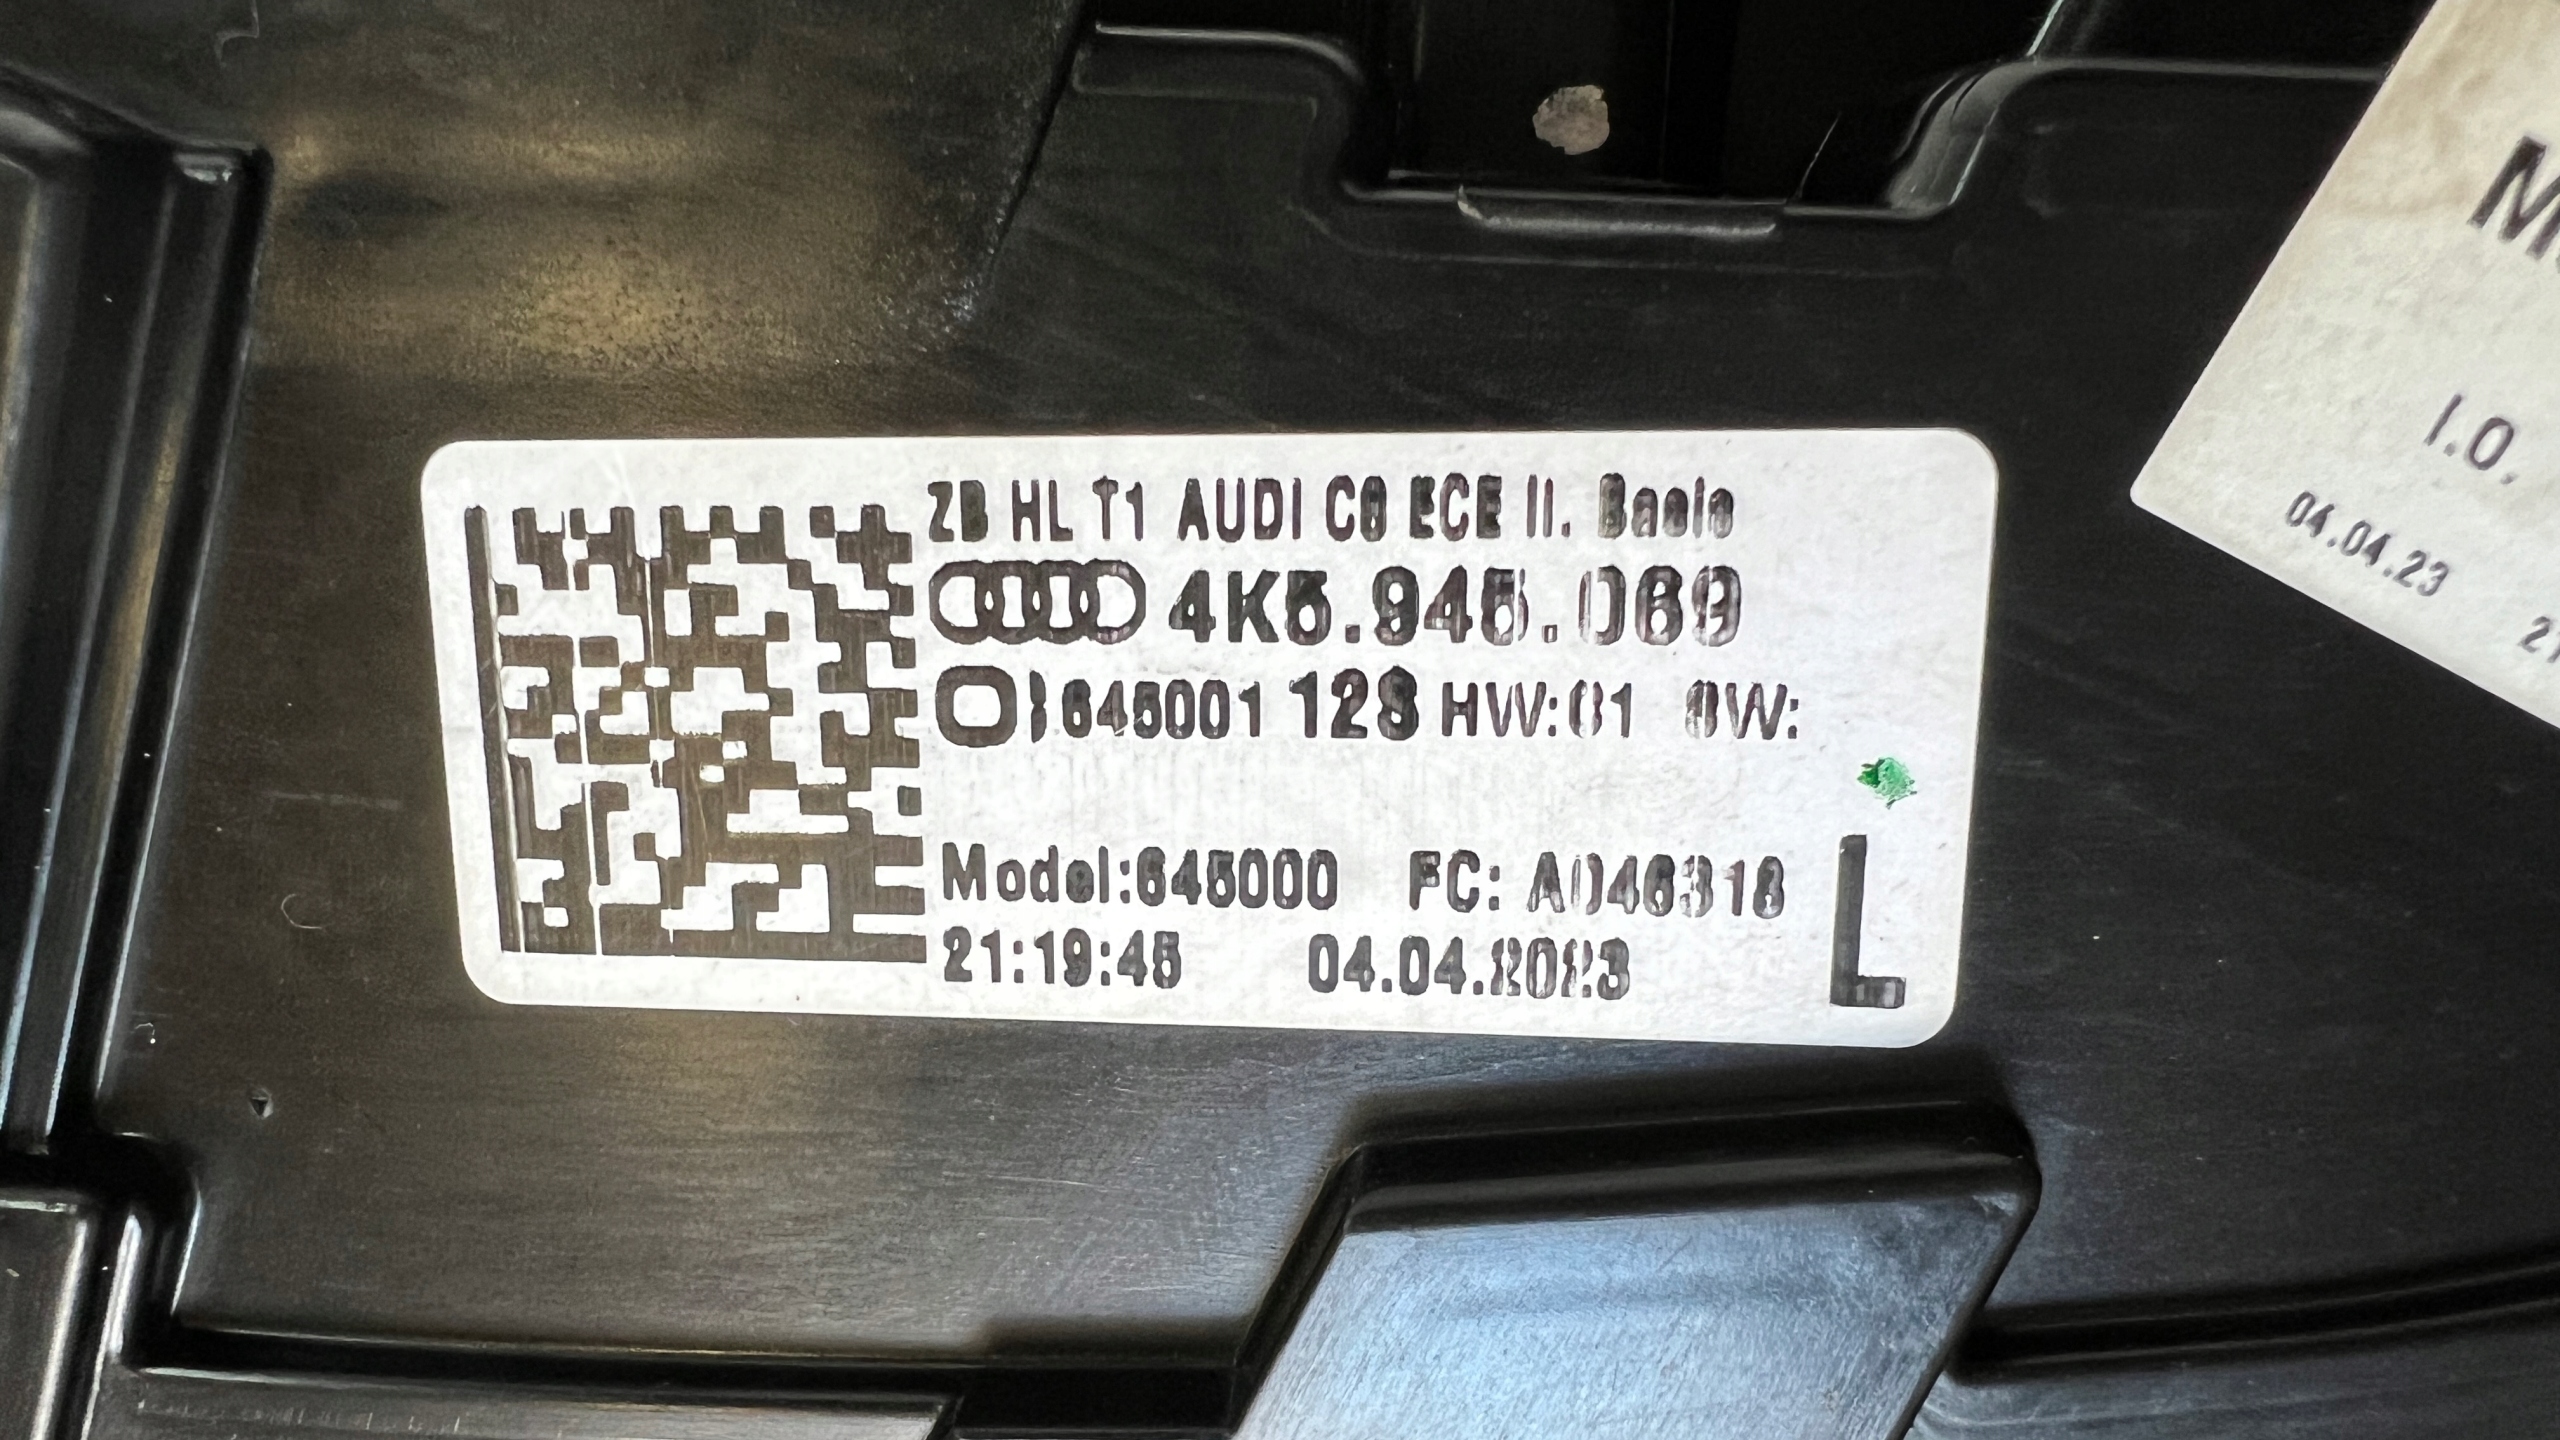 ZB HL T1 AUDI C8 ECE II. Basis
4K5.945.069
645001 128 HW:01 SW:
Model:645000 FC: A046318
21:19:45 04.04.2023
L
I.O.
04.04.23